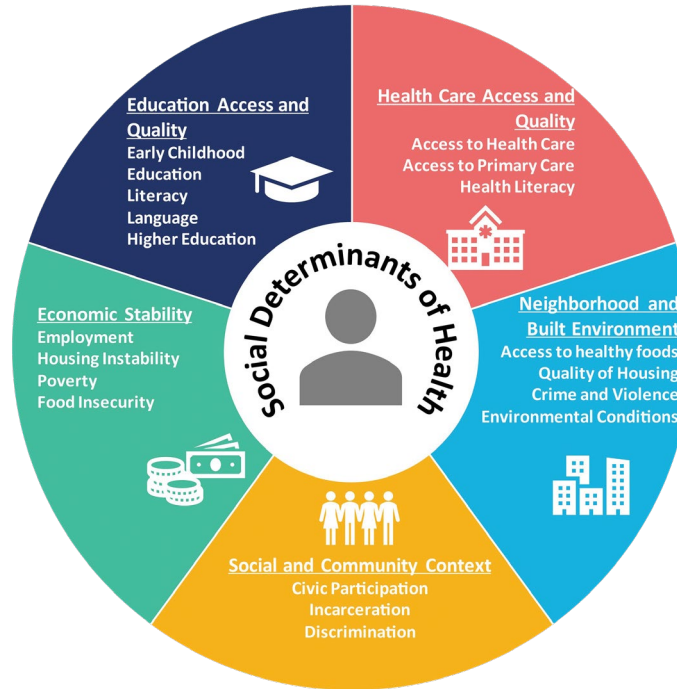 Education Access and
Quality
Early Childhood
Education
Literacy
Language
Higher Education
Health Care Access and
Quality
Access to Health Care
Access to Primary Care
Health Literacy
Neighborhood and
Built Environment
Access to healthy foods
Quality of Housing
Crime and Violence
Environmental Conditions
Social and Community Context
Civic Participation
Incarceration
Discrimination
Economic Stability
Employment
Housing Instability
Poverty
Food Insecurity
Social Determinants of Health